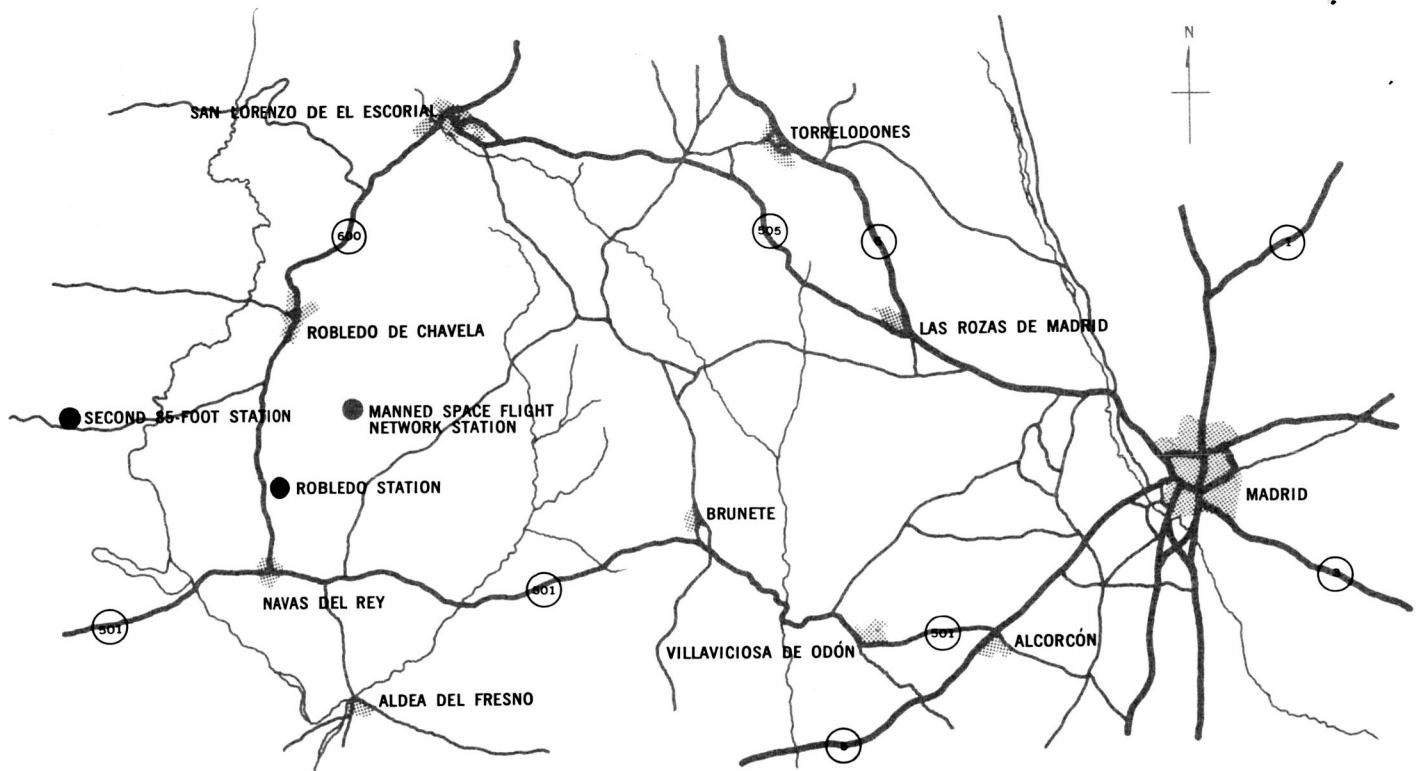 N
SAN LORENZO DE EL ESCORIAL
TORRELODONES
600
505
6
1
ROBLEDO DE CHAVELA
LAS ROZAS DE MADRID
SECOND 85-FOOT STATION
MANNED SPACE FLIGHT
NETWORK STATION
ROBLEDO STATION
MADRID
BRUNETE
3
501
NAVAS DEL REY
501
501
ALCORCÓN
VILLAVICIOSA DE ODÓN
ALDEA DEL FRESNO
5